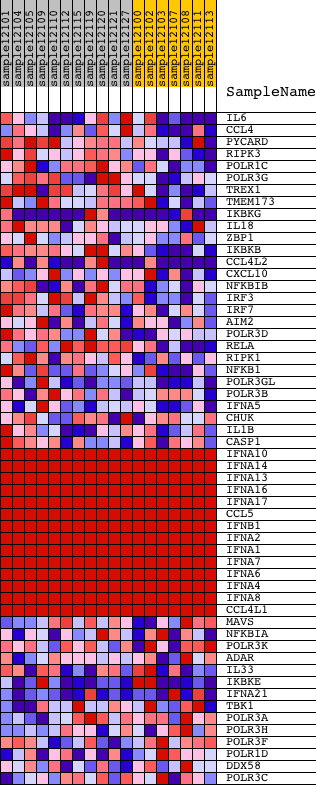 sample12101
sample12104
sample12105
sample12109
sample12110
sample12112
sample12115
sample12120
sample12127
sample12100
sample12102
sample12103
sample12107
sample12108
sample12111
SampleName
IL6
CCL4
PYCARD
RIPK3
POLR1C
POLR3G
TREX1
TMEM173
IKBKG
IL18
ZBP1
IKBKB
CCL4L2
CXCL10
NFKBIB
IRF3
IRF7
AIM2
POLR3D
RELA
RIPK1
NFKB1
POLR3GL
POLR3B
IFNA5
CHUK
IL1B
CASP1
IFNA10
IFNA14
IFNA13
IFNA16
IFNA17
CCL5
IFNB1
IFNA2
IFNA1
IFNA7
IFNA6
IFNA4
IFNA8
CCL4L1
MAVS
NFKBIA
POLR3K
ADAR
IL33
IKBKE
IFNA21
TBK1
POLR3A
POLR3H
POLR3F
POLR1D
DDX58
POLR3C